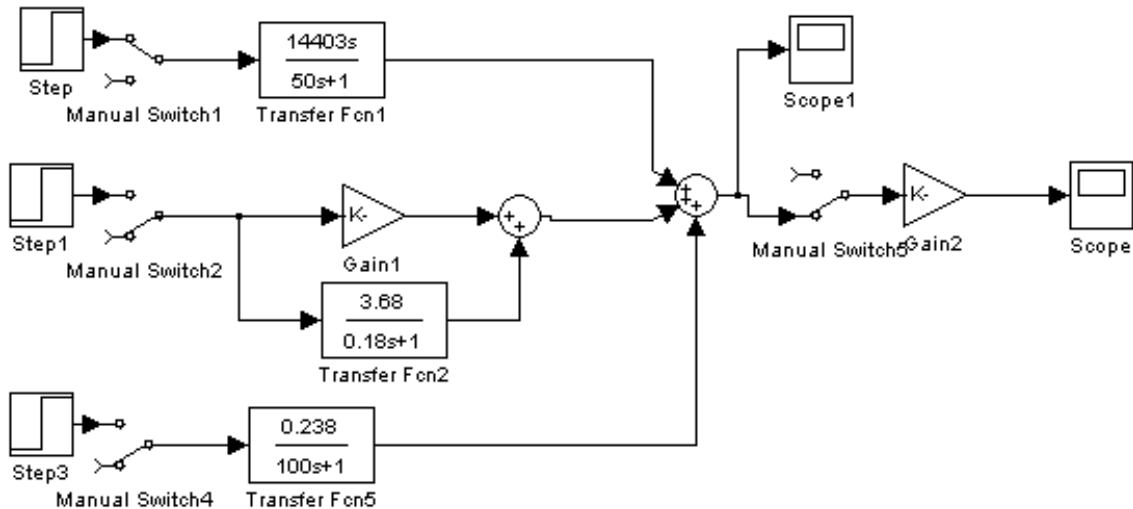 14403s
50s+1
Step
Manual Switch1
Transfer Fcn1
Scope1
K-
K-
Step1
Manual Switch2
Gain1
Manual Switch5
Gain2
Scope
3.68
0.18s+1
Transfer Fcn2
0.238
100s+1
Step3
Manual Switch4
Transfer Fcn5